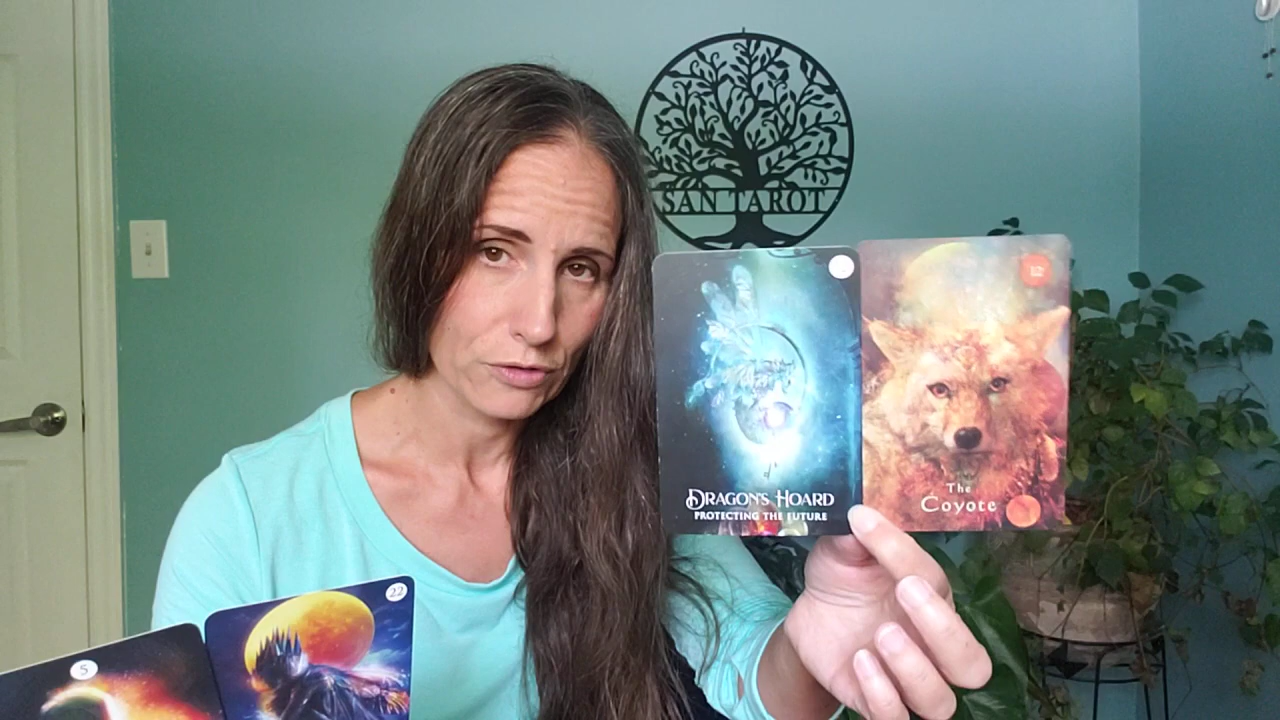 SAN TAROT
DRAGON'S HOARD
PROTECTING THE FUTURE
The
Coyote
22
5